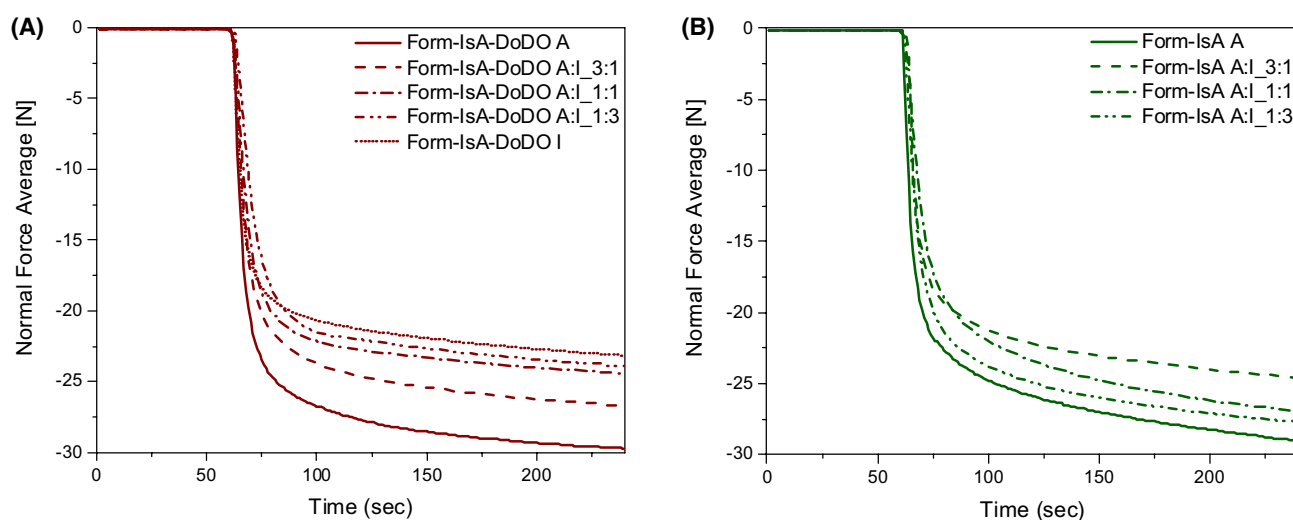 (A)
Normal Force Average [N]
0
-5
-10
-15
-20
-25
-30
Form-IsA-DoDO A
Form-IsA-DoDO A:I_3:1
Form-IsA-DoDO A:I_1:1
Form-IsA-DoDO A:I_1:3
Form-IsA-DoDO I
0 50 100 150 200
Time (sec)
(B)
Normal Force Average [N]
0
-5
-10
-15
-20
-25
-30
Form-IsA A
Form-IsA A:I_3:1
Form-IsA A:I_1:1
Form-IsA A:I_1:3
0 50 100 150 200
Time (sec)